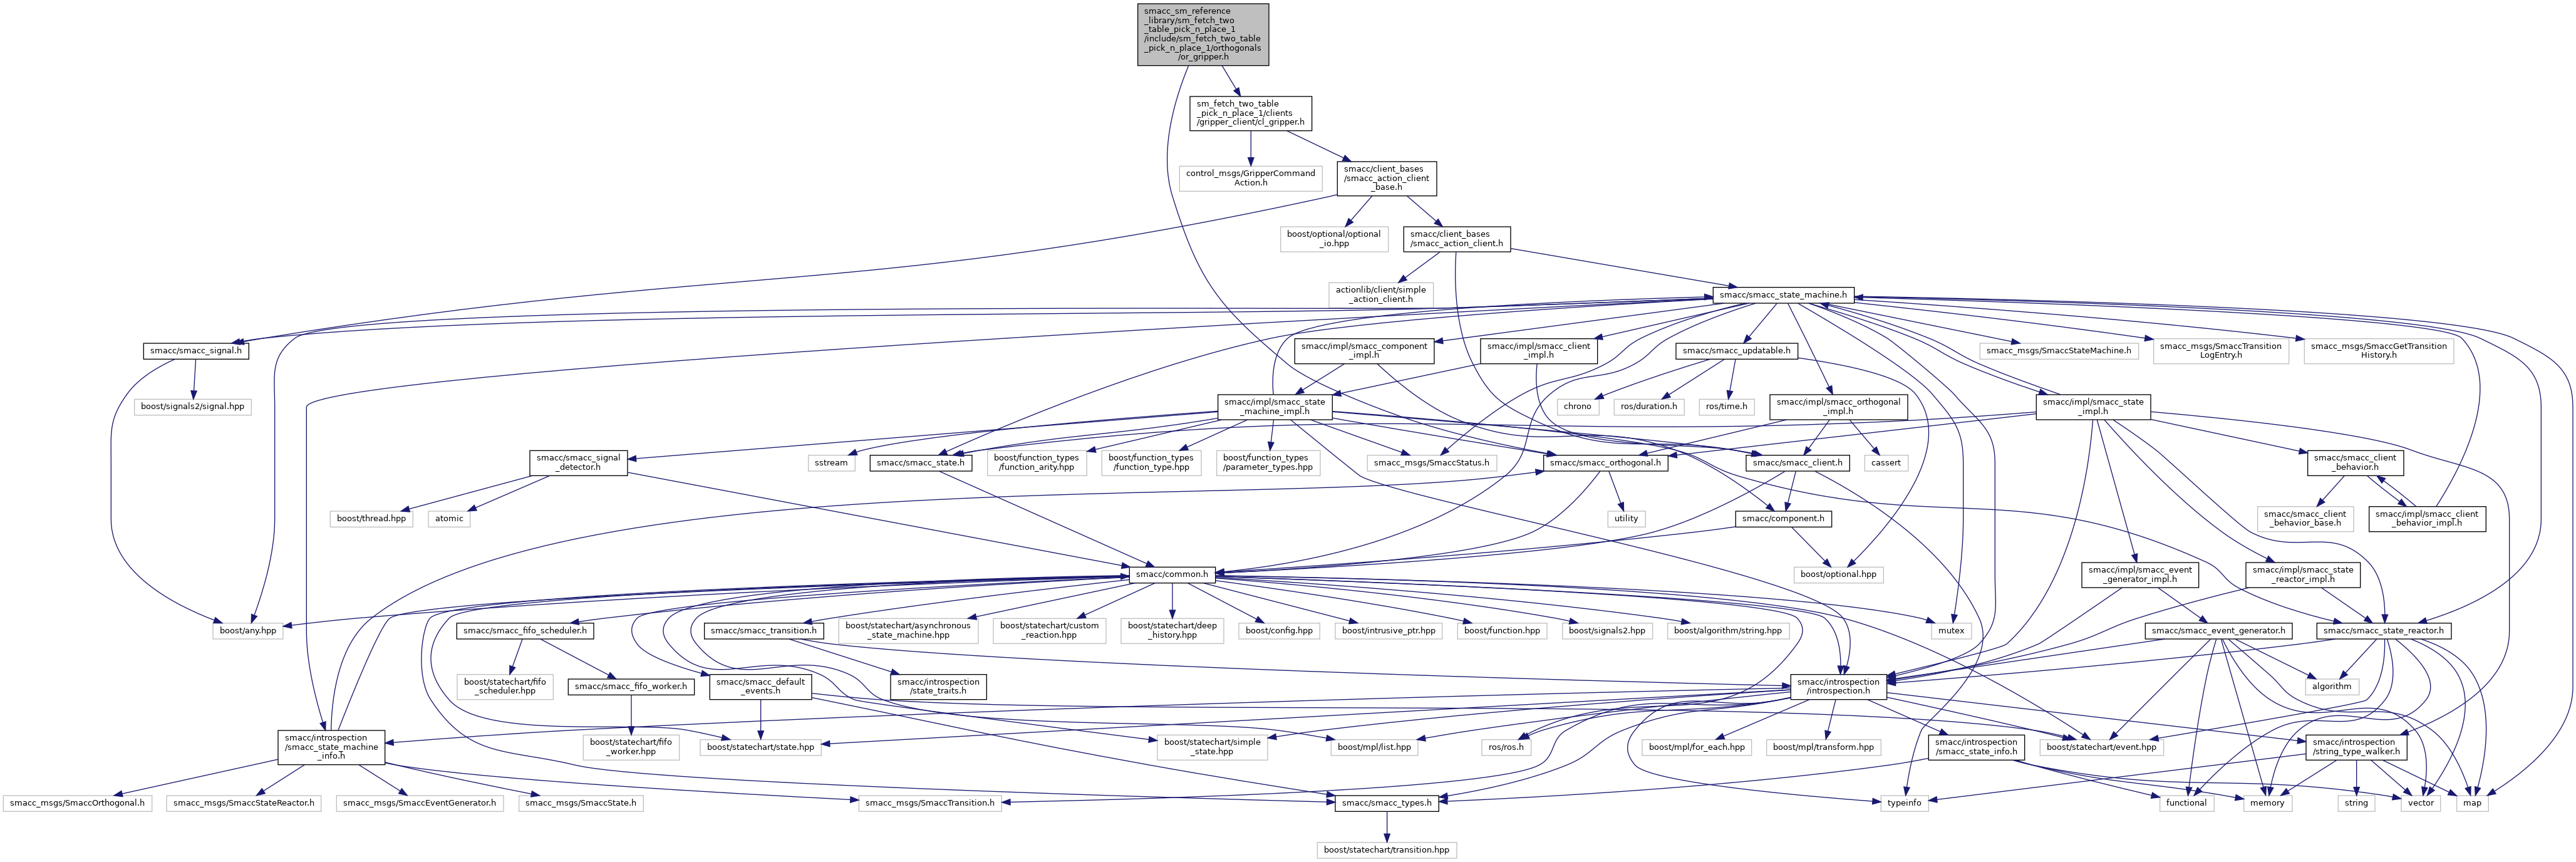 smacc_sm_reference
_library/sm_fetch_two
_table_pick_n_place_1
/include/sm_fetch_two_table
_pick_n_place_1/orthogonals
/or_gripper.h
sm_fetch_two_table
_pick_n_place_1/clients
/gripper_client/cl_gripper.h
control_msgs/GripperCommand
Action.h
smacc/client_bases
/smacc_action_client
_base.h
boost/optional/optional
_io.hpp
smacc/client_bases
/smacc_action_client.h
actionlib/client/simple
_action_client.h
smacc/smacc_state_machine.h
smacc/smacc_signal.h
smacc/impl/smacc_component
_impl.h
smacc/impl/smacc_client
_impl.h
smacc/smacc_updatable.h
smacc_msgs/SmaccStateMachine.h
smacc_msgs/SmaccTransition
LogEntry.h
smacc_msgs/SmaccGetTransition
History.h
boost/signals2/signal.hpp
smacc/impl/smacc_state
_machine_impl.h
chrono
ros/duration.h
ros/time.h
smacc/impl/smacc_orthogonal
_impl.h
smacc/impl/smacc_state
_impl.h
smacc/smacc_signal
_detector.h
sstream
smacc/smacc_state.h
boost/function_types
/function_arity.hpp
boost/function_types
/function_type.hpp
boost/function_types
/parameter_types.hpp
smacc_msgs/SmaccStatus.h
smacc/smacc_orthogonal.h
smacc/smacc_client.h
cassert
smacc/smacc_client
_behavior.h
boost/thread.hpp
atomic
utility
smacc/component.h
smacc/smacc_client
_behavior_base.h
smacc/impl/smacc_client
_behavior_impl.h
smacc/common.h
boost/optional.hpp
smacc/impl/smacc_event
_generator_impl.h
smacc/impl/smacc_state
_reactor_impl.h
boost/any.hpp
smacc/smacc_fifo_scheduler.h
smacc/smacc_transition.h
boost/statechart/asynchronous
_state_machine.hpp
boost/statechart/custom
_reaction.hpp
boost/statechart/deep
_history.hpp
boost/config.hpp
boost/intrusive_ptr.hpp
boost/function.hpp
boost/signals2.hpp
boost/algorithm/string.hpp
mutex
smacc/smacc_event_generator.h
smacc/smacc_state_reactor.h
boost/statechart/fifo
_scheduler.hpp
smacc/smacc_fifo_worker.h
smacc/smacc_default
_events.h
smacc/introspection
/state_traits.h
smacc/introspection
/introspection.h
algorithm
smacc/introspection
/smacc_state_machine
_info.h
boost/statechart/fifo
_worker.hpp
boost/statechart/state.hpp
boost/statechart/simple
_state.hpp
boost/mpl/list.hpp
ros/ros.h
boost/mpl/for_each.hpp
boost/mpl/transform.hpp
smacc/introspection
/smacc_state_info.h
boost/statechart/event.hpp
smacc/introspection
/string_type_walker.h
smacc_msgs/SmaccOrthogonal.h
smacc_msgs/SmaccStateReactor.h
smacc_msgs/SmaccEventGenerator.h
smacc_msgs/SmaccState.h
smacc_msgs/SmaccTransition.h
smacc/smacc_types.h
typeinfo
functional
memory
string
vector
map
boost/statechart/transition.hpp